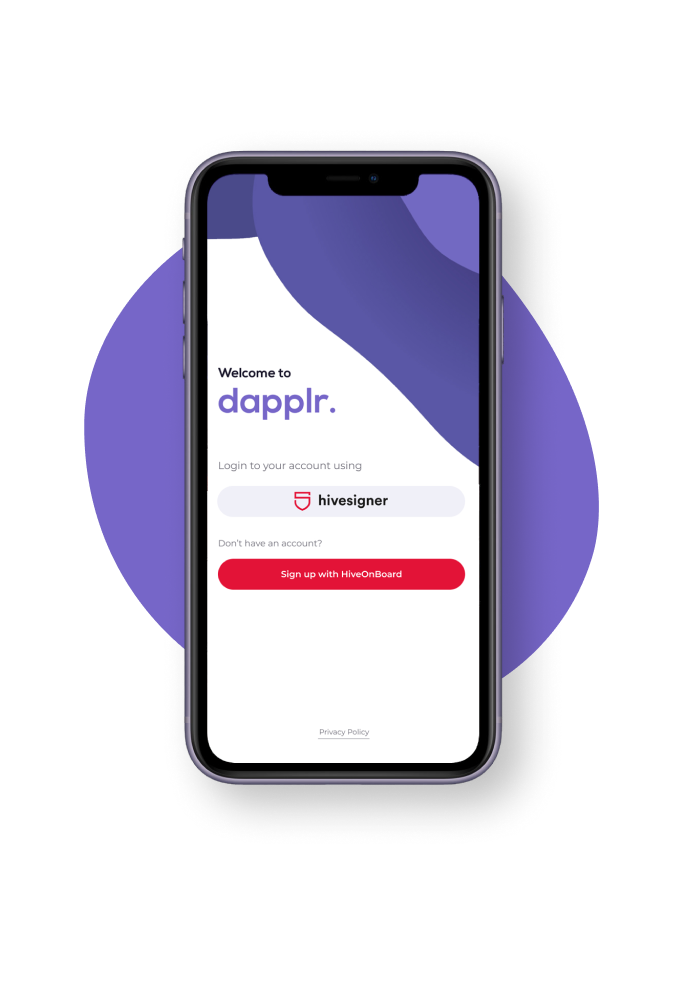 Welcome to
dapplr.
Login to your account using
hivesigner
Don't have an account?
Sign up with HiveOnBoard
Privacy Policy